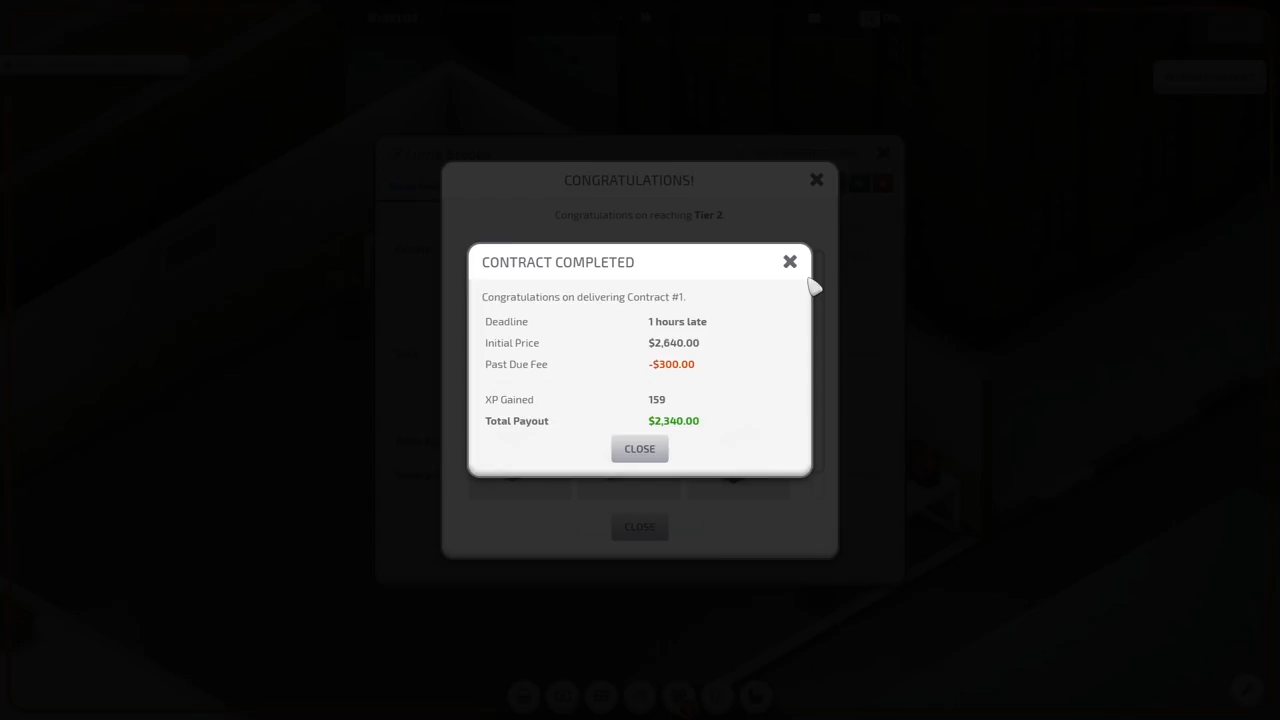 CONGRATULATIONS!
Congratulations on reaching Tier 2
CONTRACT COMPLETED
Congratulations on delivering Contract #1.
Deadline 1 hours late
Initial Price $2,640.00
Past Due Fee -$300.00
XP Gained 159
Total Payout $2,340.00
CLOSE
CLOSE